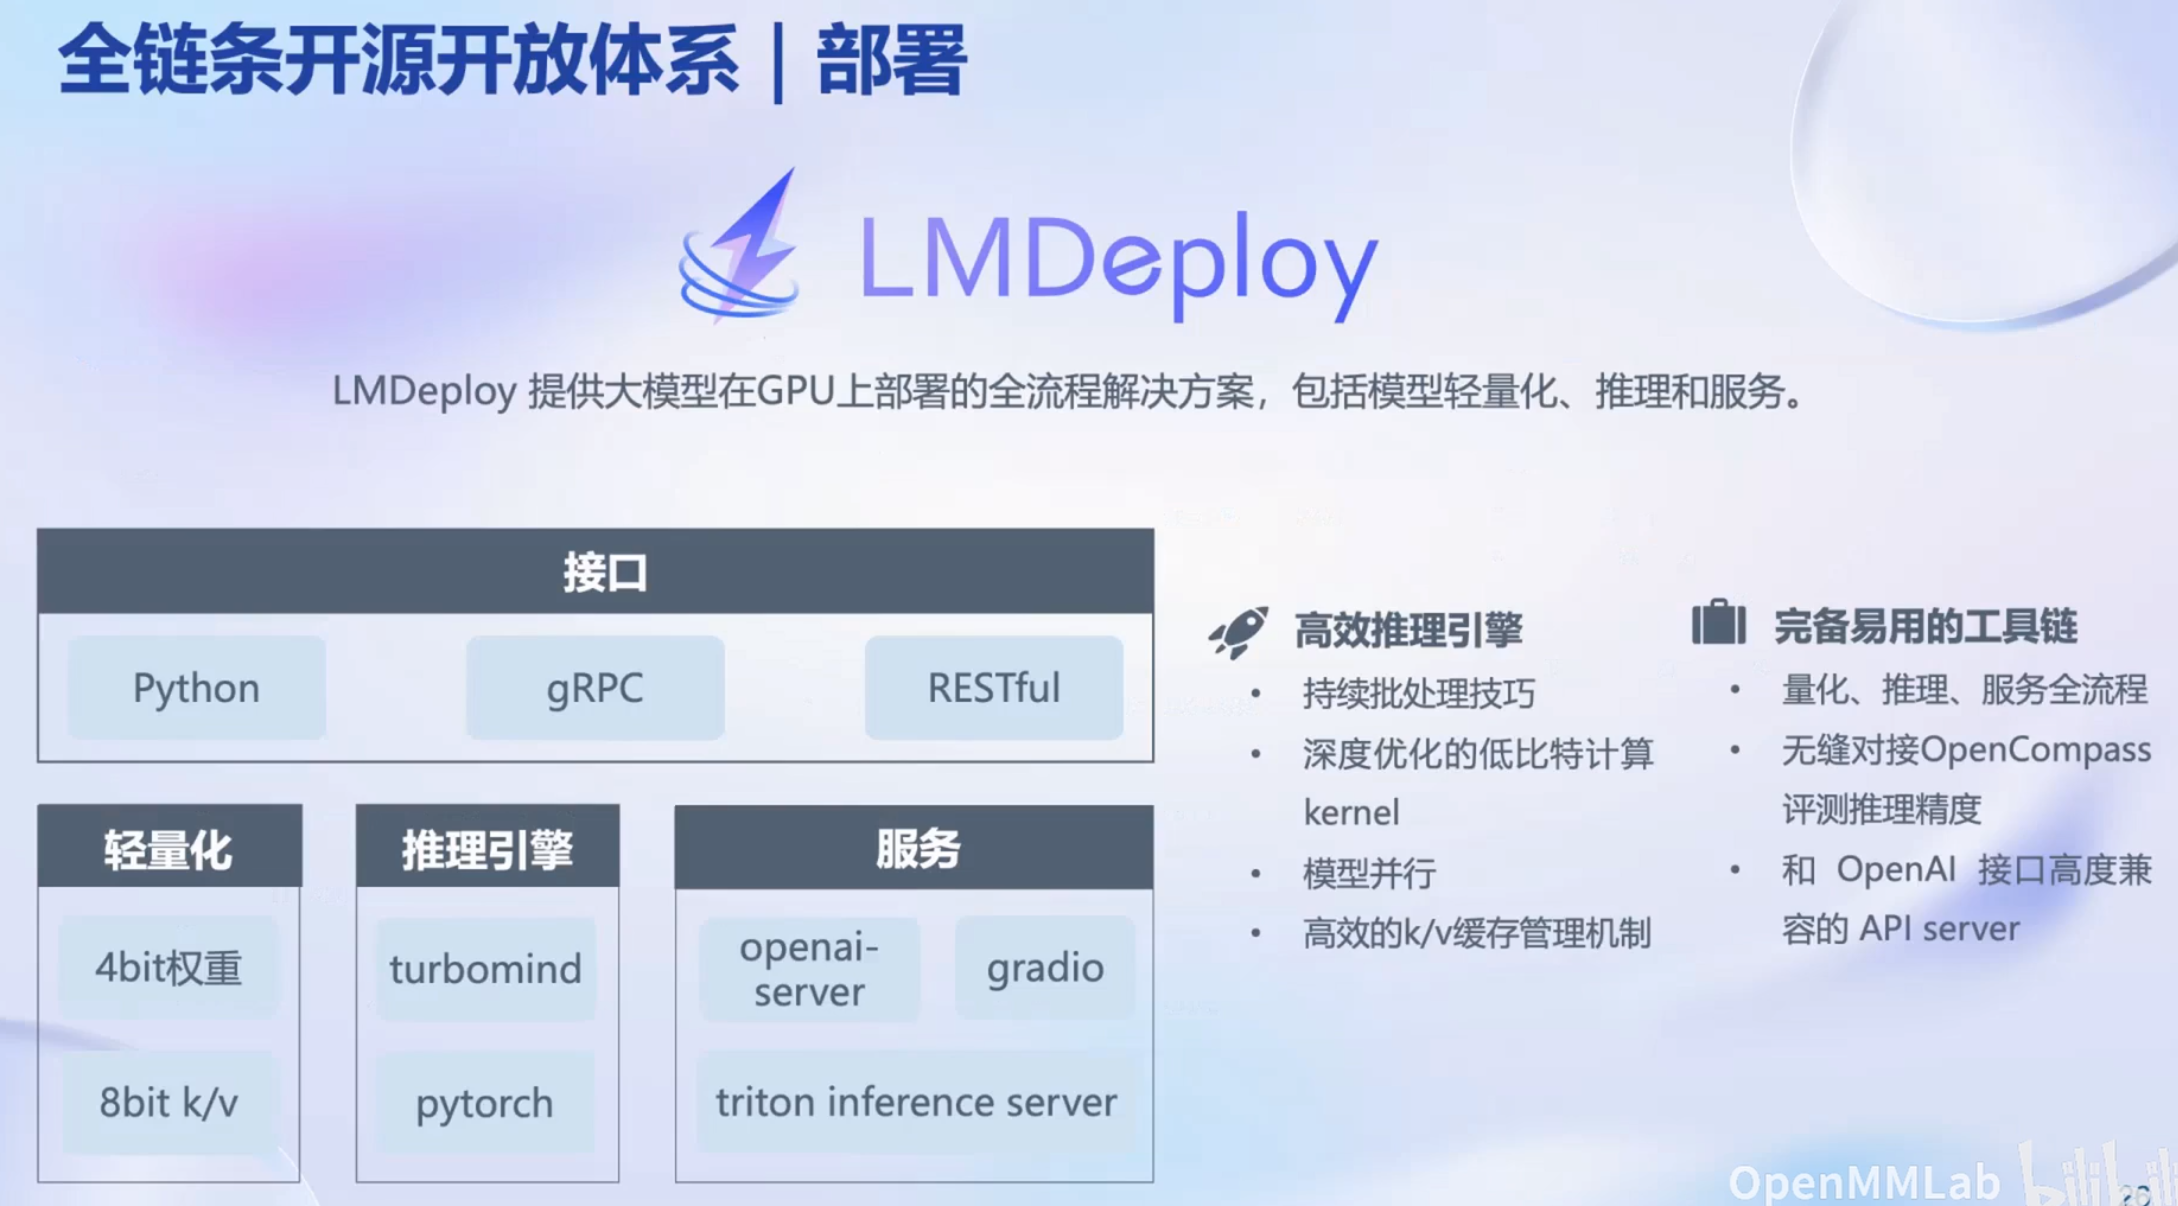 全链条开源开放体系｜部署
LMDeploy
LMDeploy 提供大模型在GPU上部署的全流程解决方案，包括模型轻量化、推理和服务。
接口
Python
gRPC
RESTful
轻量化
4bit权重
8bit k/v
推理引擎
turbomind
pytorch
服务
openai-
server
gradio
triton inference server
高效推理引擎
• 持续批处理技巧
• 深度优化的低比特计算
kernel
• 模型并行
• 高效的k/v缓存管理机制
完备易用的工具链
• 量化、推理、服务全流程
• 无缝对接OpenCompass
评测推理精度
• 和 OpenAI 接口高度兼
容的 API server
OpenMMLab
bilibili
26